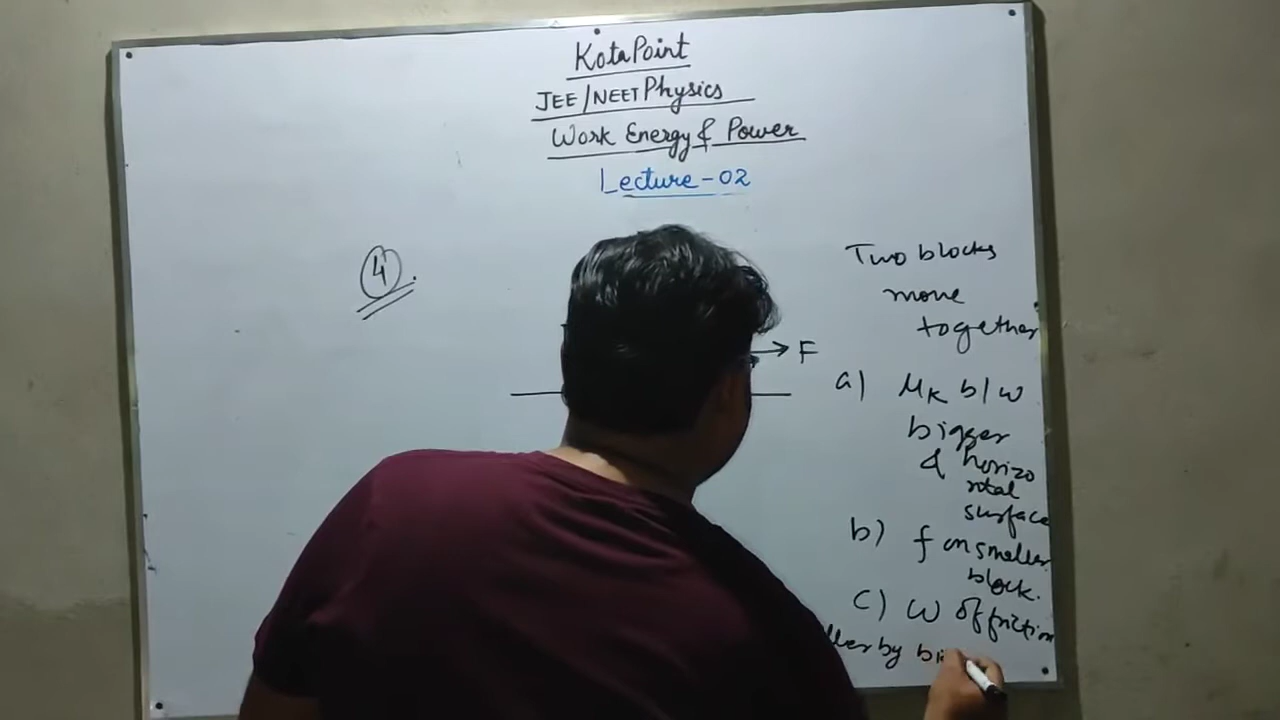 KotaPoint
JEE/NEET Physics
Work Energy & Power
Lecture-02
4.
F
Two blocks
move
together
a) μK b/w
bigger
& horizo
ntal
surface
b) f on smaller
block.
c) W of friction
by